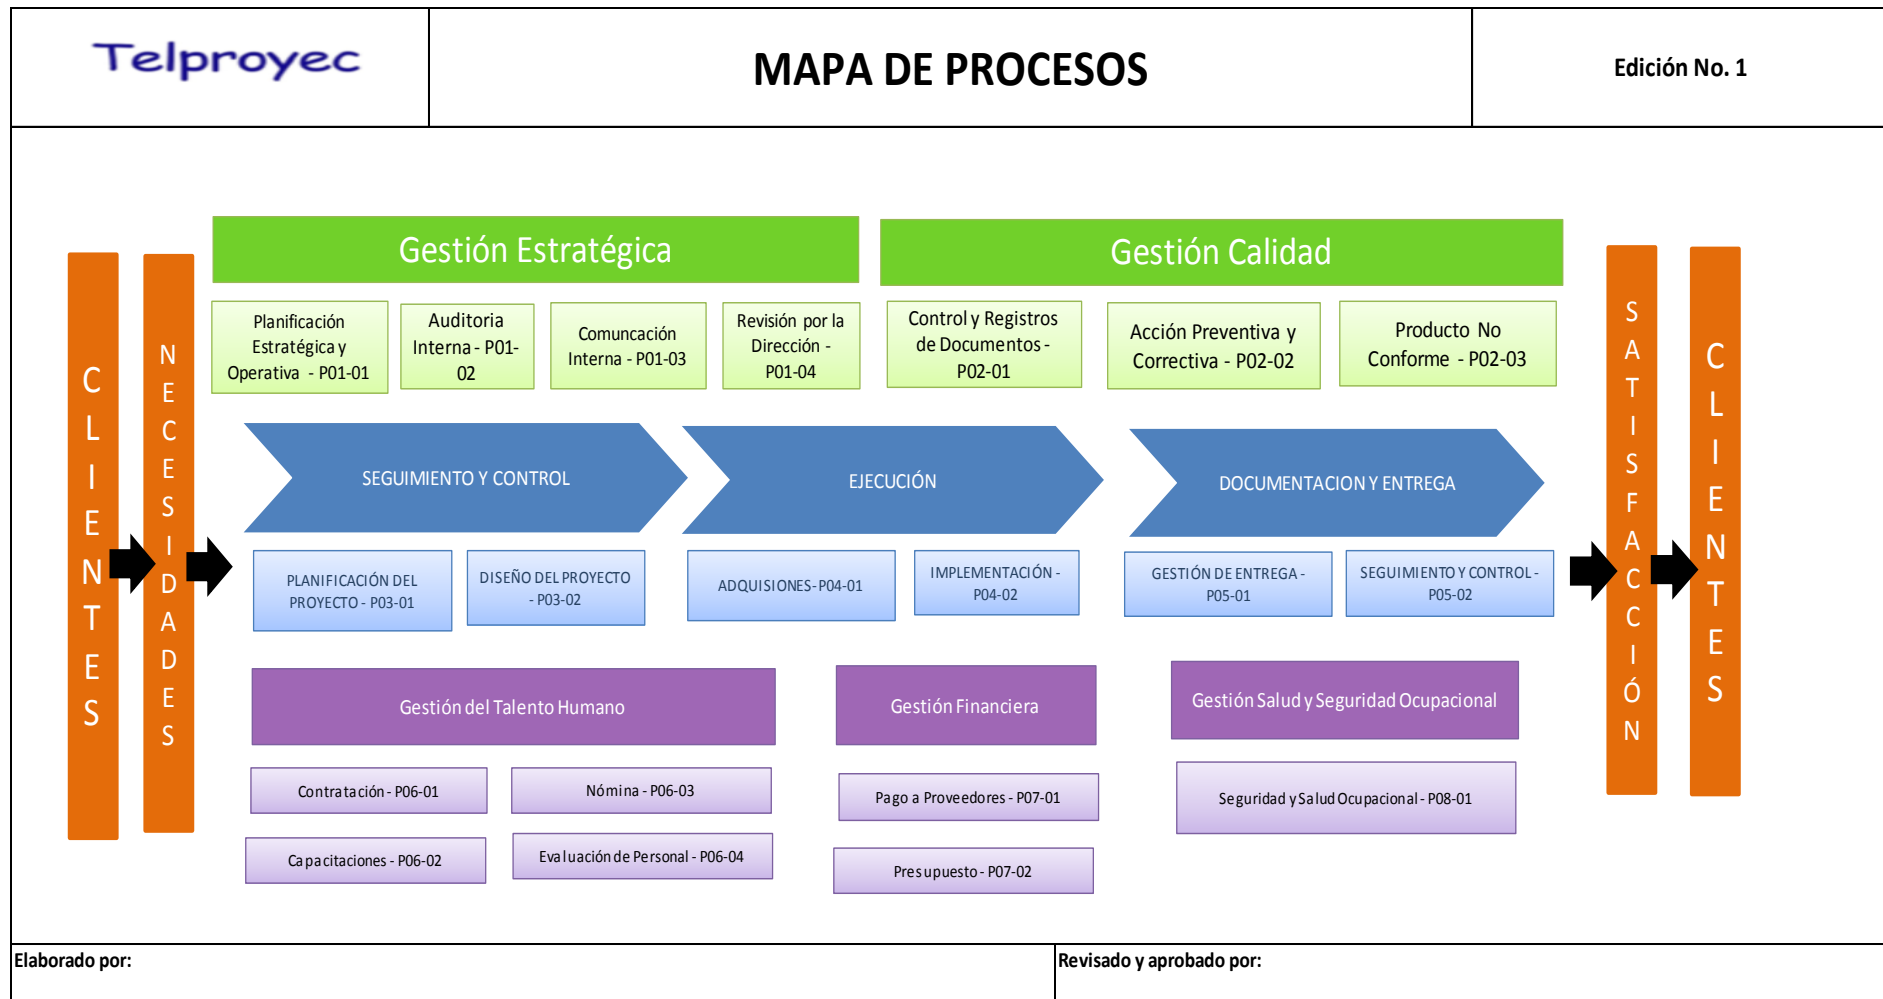 Telproyec
MAPA DE PROCESOS
Edición No. 1
CLIENTES
NECESIDADES
Gestión Estratégica
Gestión Calidad
Planificación
Estratégica y
Operativa - P01-01
Auditoria
Interna - P01-
02
Comuncación
Interna - P01-03
Revisión por la
Dirección -
P01-04
Control y Registros
de Documentos -
P02-01
Acción Preventiva y
Correctiva - P02-02
Producto No
Conforme - P02-03
SEGUIMIENTO Y CONTROL
EJECUCIÓN
DOCUMENTACION Y ENTREGA
PLANIFICACIÓN DEL
PROYECTO - P03-01
DISEÑO DEL PROYECTO
- P03-02
ADQUISIONES- P04-01
IMPLEMENTACIÓN -
P04-02
GESTIÓN DE ENTREGA -
P05-01
SEGUIMIENTO Y CONTROL -
P05-02
Gestión del Talento Humano
Gestión Financiera
Gestión Salud y Seguridad Ocupacional
Contratación - P06-01
Nómina - P06-03
Capacitaciones - P06-02
Evaluación de Personal - P06-04
Pago a Proveedores - P07-01
Presupuesto - P07-02
Seguridad y Salud Ocupacional - P08-01
SATISFACCIÓN
CLIENTES
Elaborado por:
Revisado y aprobado por: